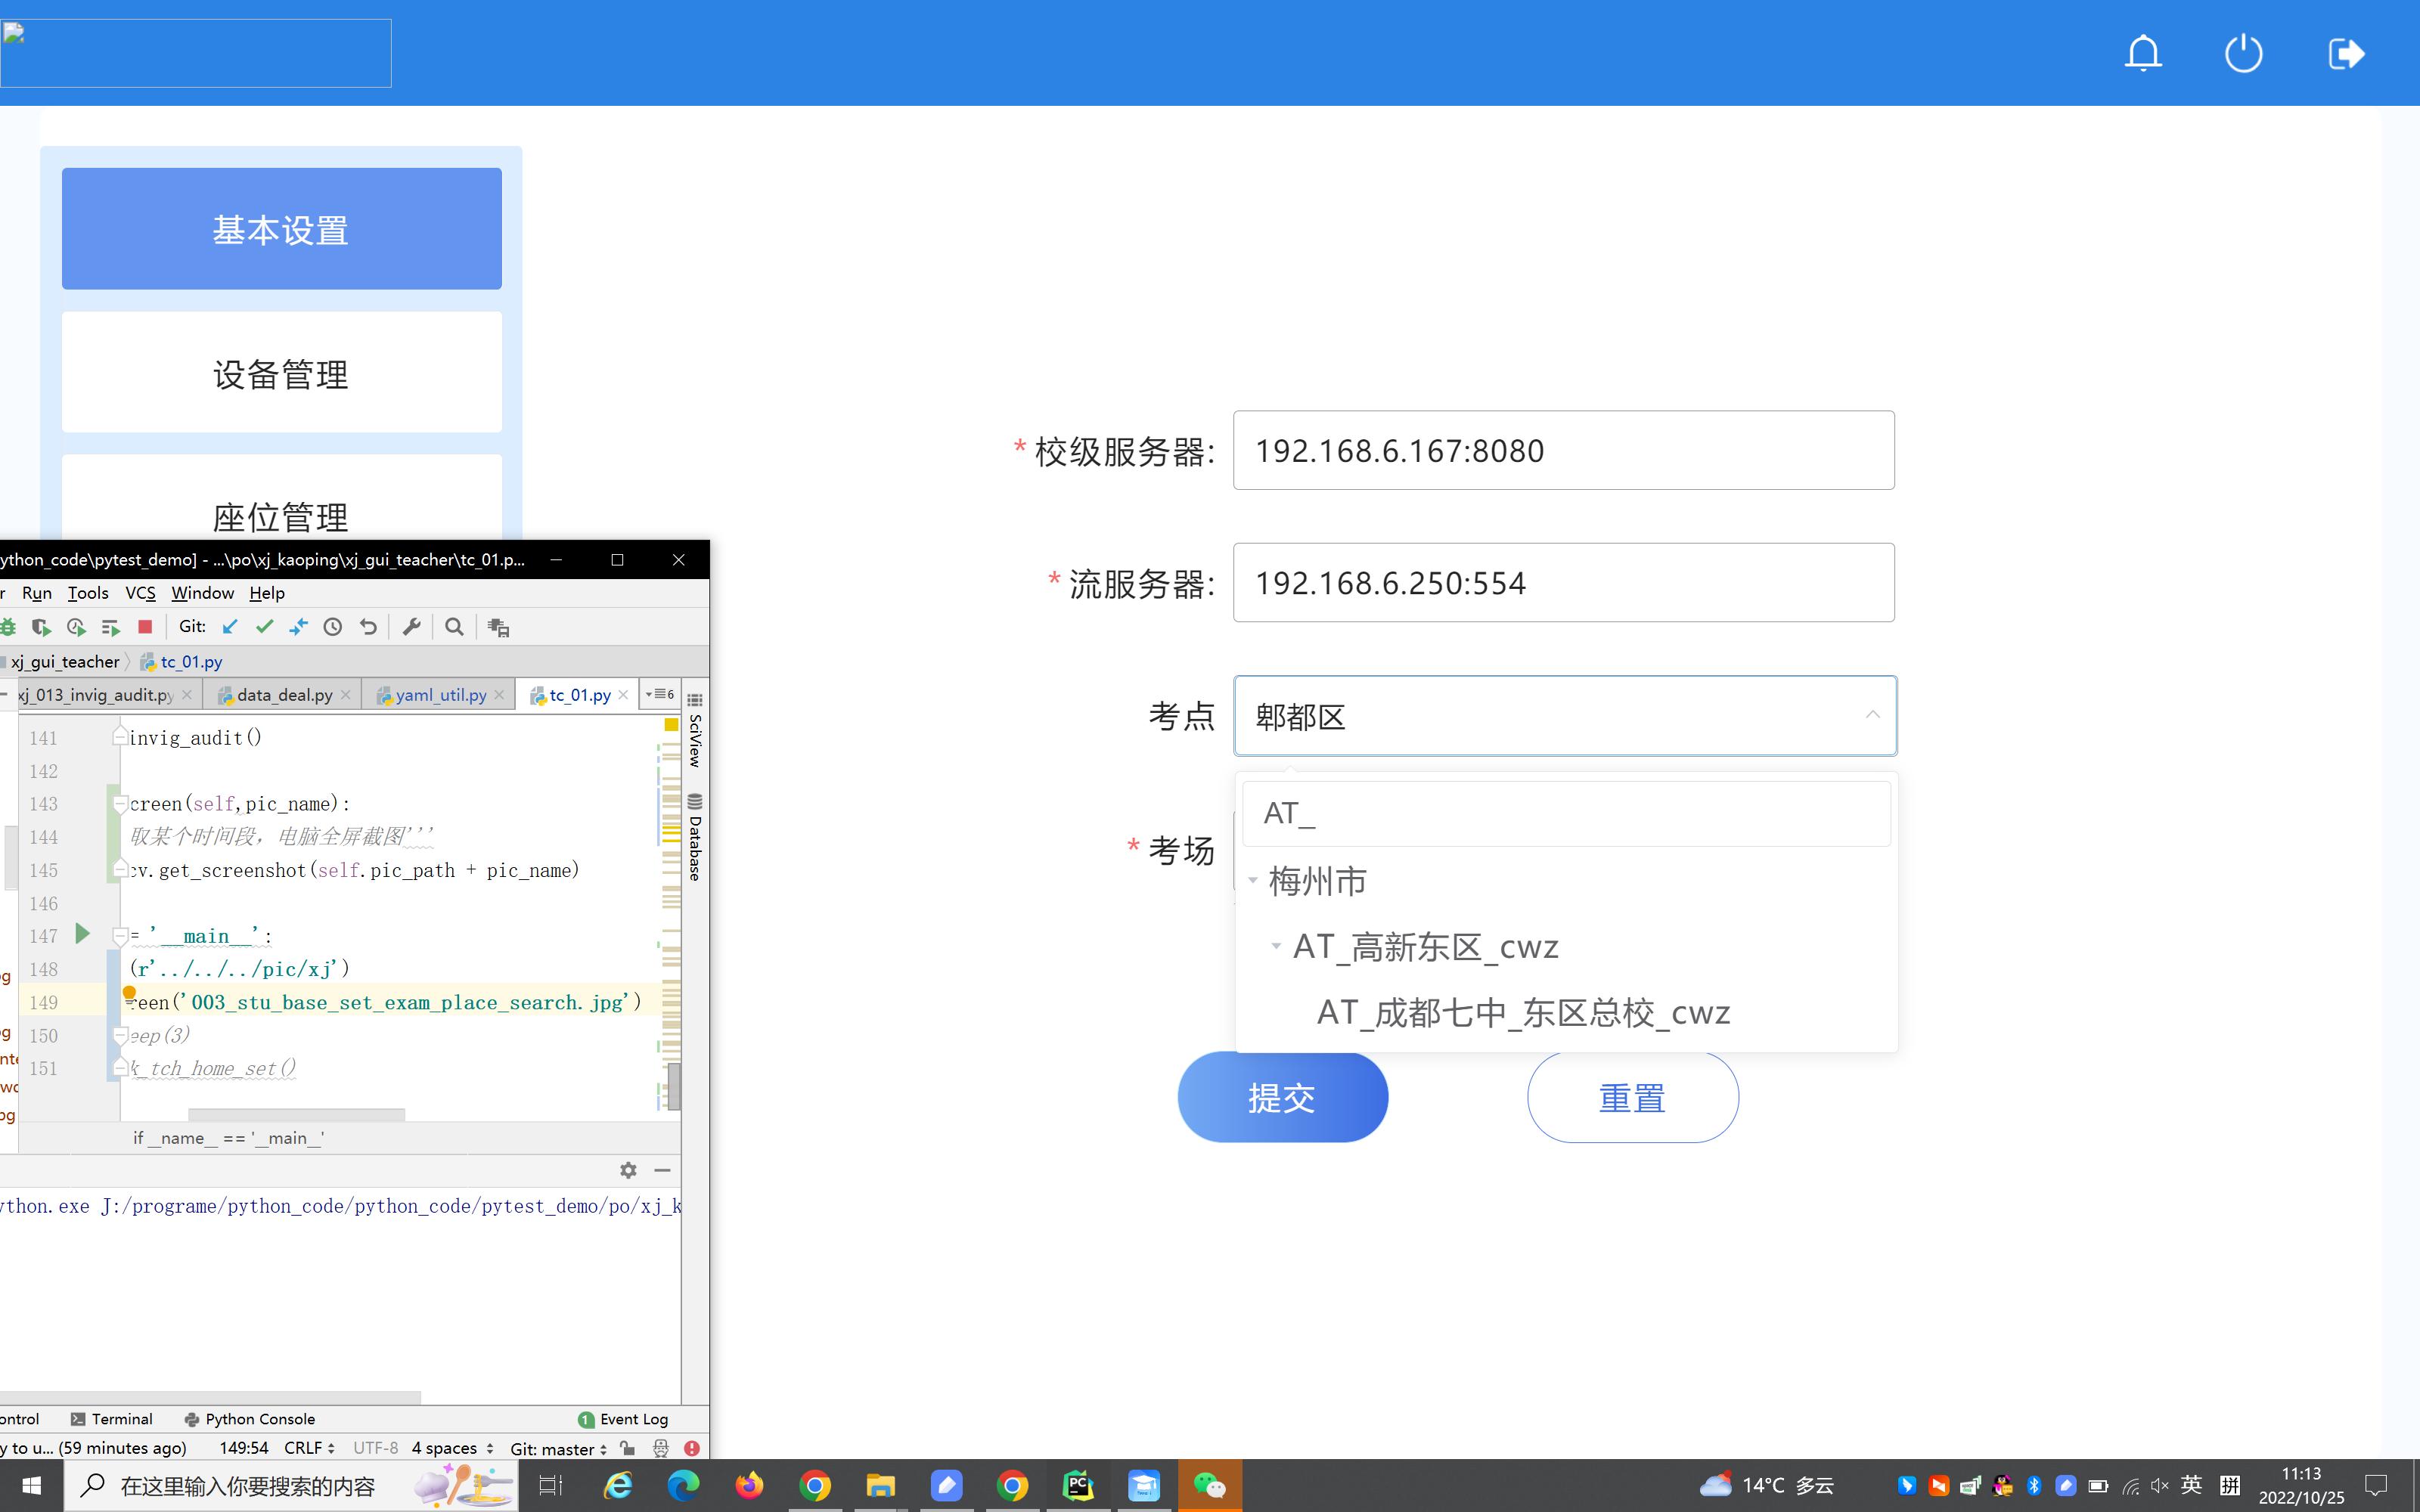 基本设置
设备管理
座位管理
* 校级服务器: 192.168.6.167:8080
* 流服务器: 192.168.6.250:554
考点 郫都区
* 考场
AT_
梅州市
AT_高新东区_cwz
AT_成都七中_东区总校_cwz
提交 重置
ython_code\pytest_demo] - ...\po\xj_kaoping\xj_gui_teacher\tc_01.p...
r Run Tools VCS Window Help
Git:
xj_gui_teacher tc_01.py
xj_013_invig_audit.py data_deal.py yaml_util.py tc_01.py 6
SciView
Database
141 invig_audit()
142
143 creen(self,pic_name):
144 取某个时间段，电脑全屏截图'''
145 cv.get_screenshot(self.pic_path + pic_name)
146
147 = '__main__':
148 (r'../../../pic/xj')
149 reen('003_stu_base_set_exam_place_search.jpg')
150 eep(3)
151 k_tch_home_set()
if __name__ == '__main__'
ython.exe J:/programe/python_code/python_code/pytest_demo/po/xj_k
ontrol Terminal Python Console 1 Event Log
y to u... (59 minutes ago) 149:54 CRLF UTF-8 4 spaces Git: master
在这里输入你要搜索的内容
14°C 多云
英
拼
11:13
2022/10/25